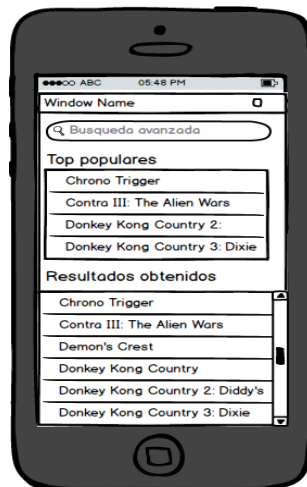 ABC 05:48 PM
Window Name
Busqueda avanzada
Top populares
Chrono Trigger
Contra III: The Alien Wars
Donkey Kong Country 2:
Donkey Kong Country 3: Dixie
Resultados obtenidos
Chrono Trigger
Contra III: The Alien Wars
Demon's Crest
Donkey Kong Country
Donkey Kong Country 2: Diddy's
Donkey Kong Country 3: Dixie